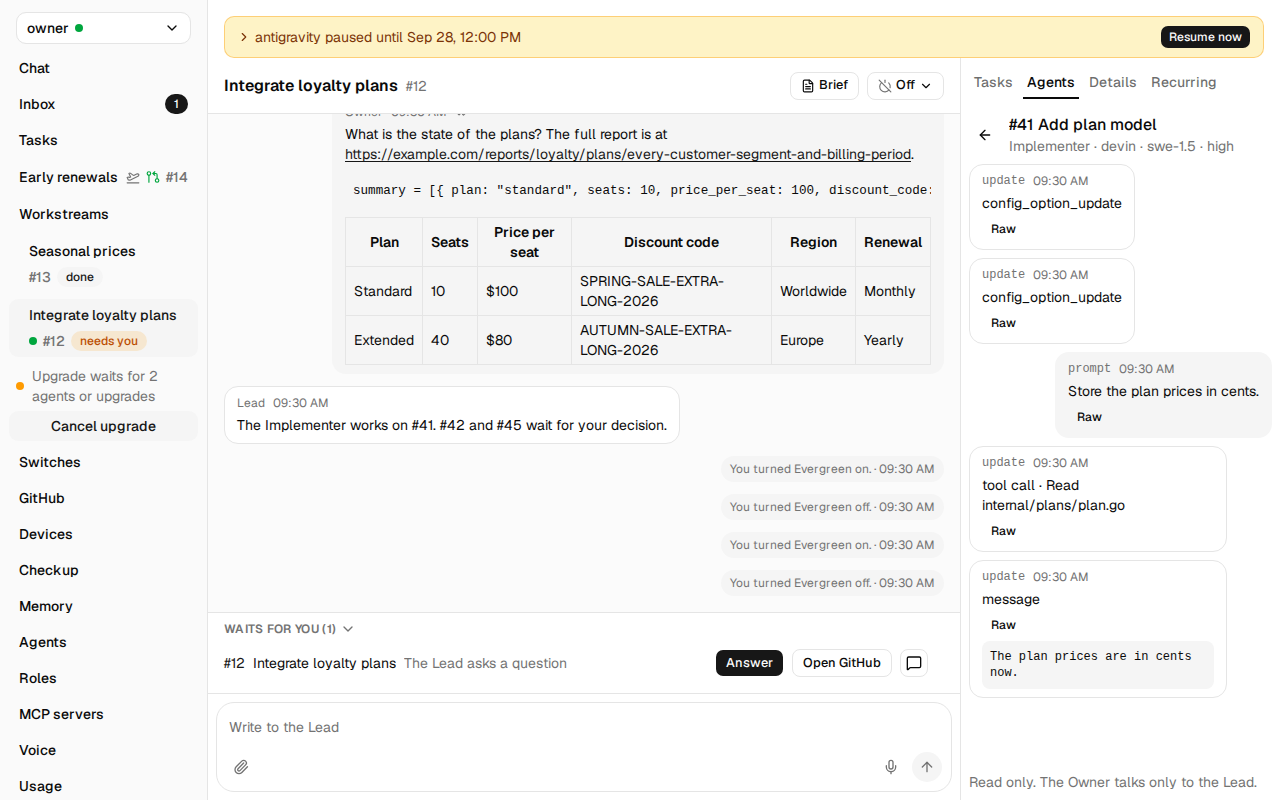 owner
Chat
Inbox
1
Tasks
Early renewals #14
Workstreams
Seasonal prices
#13 done
Integrate loyalty plans
#12 needs you
Upgrade waits for 2
agents or upgrades
Cancel upgrade
Switches
GitHub
Devices
Checkup
Memory
Agents
Roles
MCP servers
Voice
Usage
antigravity paused until Sep 28, 12:00 PM
Resume now
Integrate loyalty plans #12
Brief
Off
What is the state of the plans? The full report is at
https://example.com/reports/loyalty/plans/every-customer-segment-and-billing-period.
summary = [{ plan: "standard", seats: 10, price_per_seat: 100, discount_code:
Plan Seats Price per seat Discount code Region Renewal
Standard 10 $100 SPRING-SALE-EXTRA-LONG-2026 Worldwide Monthly
Extended 40 $80 AUTUMN-SALE-EXTRA-LONG-2026 Europe Yearly
Lead 09:30 AM
The Implementer works on #41. #42 and #45 wait for your decision.
You turned Evergreen on. · 09:30 AM
You turned Evergreen off. · 09:30 AM
You turned Evergreen on. · 09:30 AM
You turned Evergreen off. · 09:30 AM
WAITS FOR YOU (1)
#12 Integrate loyalty plans The Lead asks a question
Answer
Open GitHub
Write to the Lead
Tasks Agents Details Recurring
#41 Add plan model
Implementer · devin · swe-1.5 · high
update 09:30 AM
config_option_update
Raw
update 09:30 AM
config_option_update
Raw
prompt 09:30 AM
Store the plan prices in cents.
Raw
update 09:30 AM
tool call · Read
internal/plans/plan.go
Raw
update 09:30 AM
message
Raw
The plan prices are in cents
now.
Read only. The Owner talks only to the Lead.